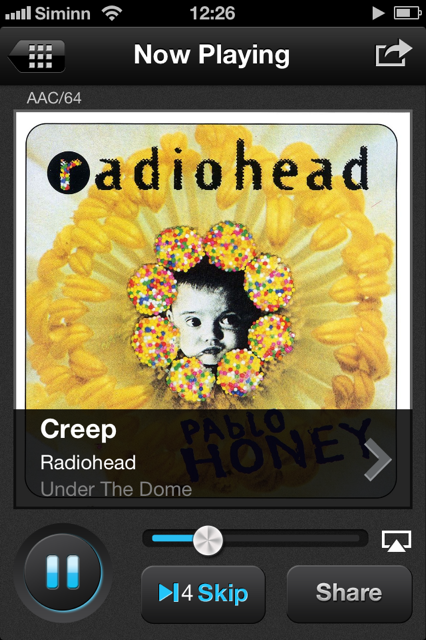 Siminn 12:26
Now Playing
AAC/64
radiohead
PABLO
HONEY
Creep
Radiohead
Under The Dome
4 Skip
Share